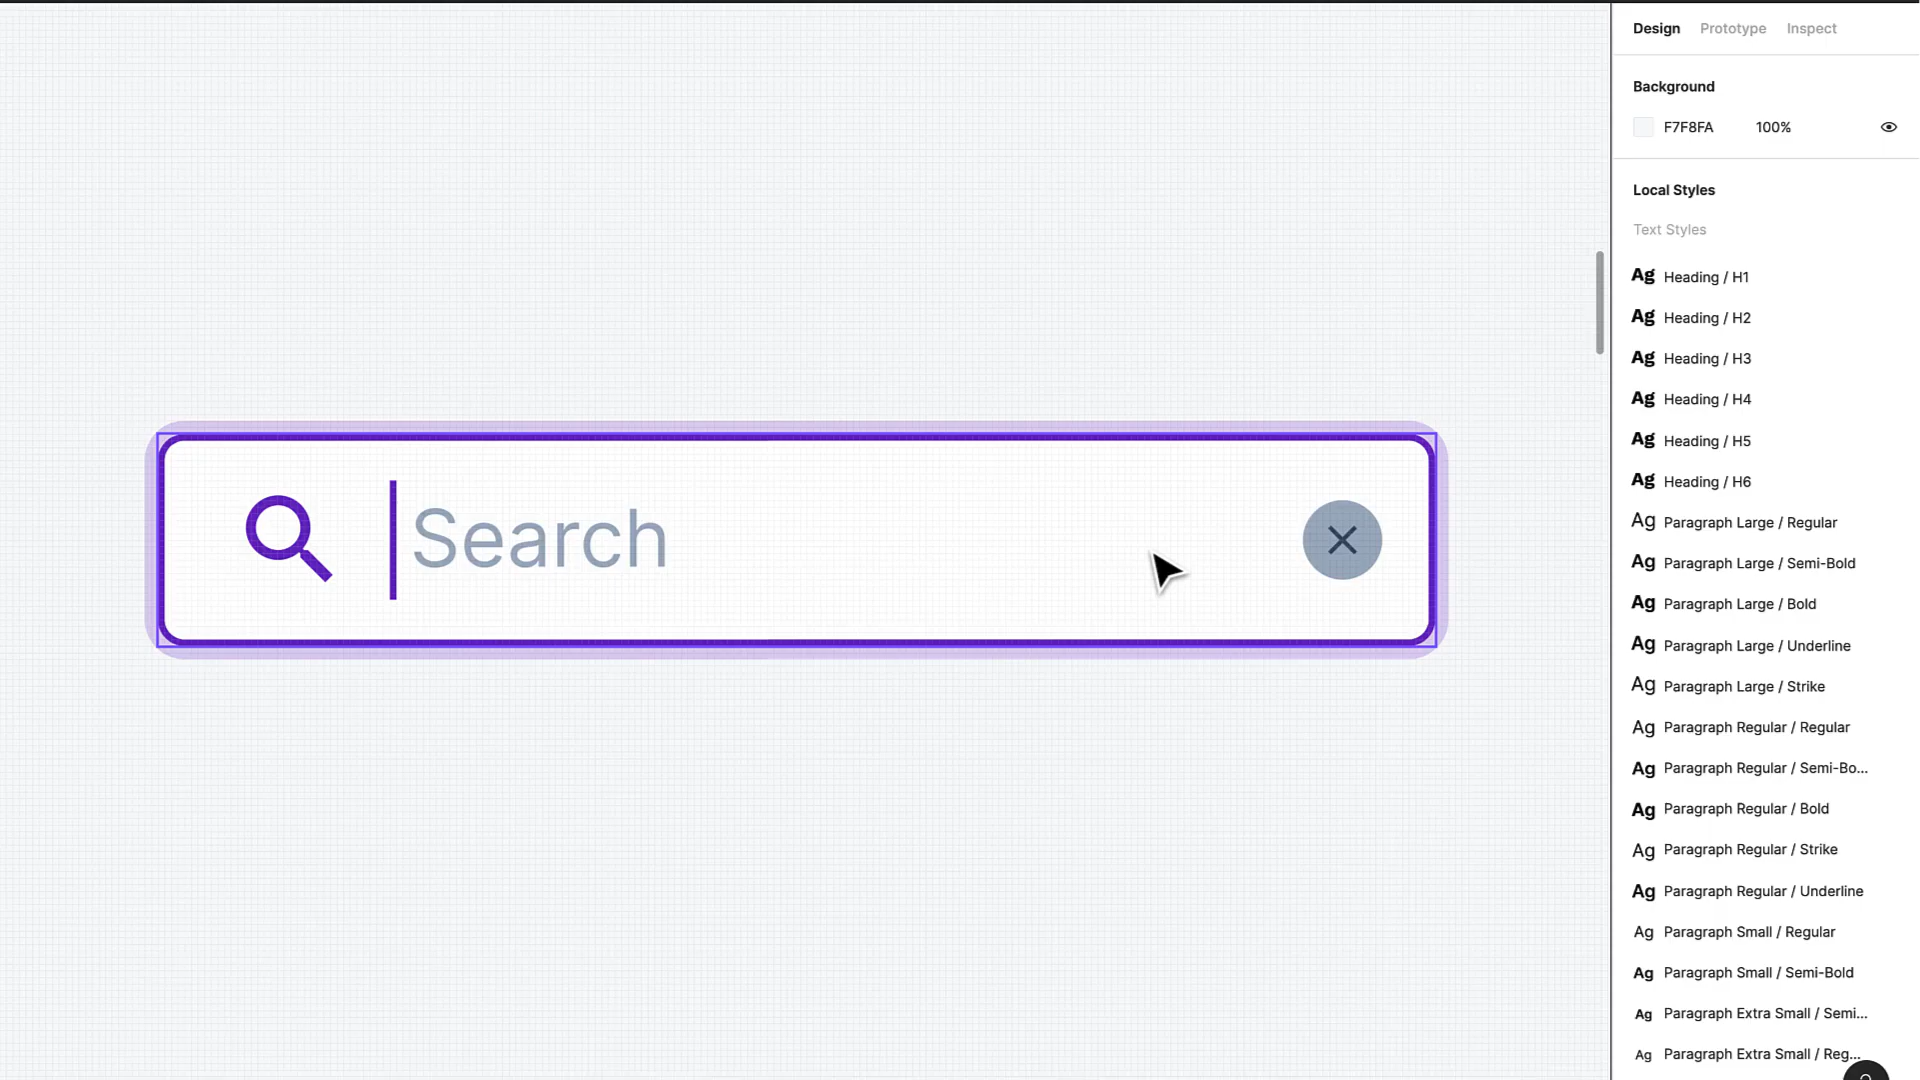 Design Prototype Inspect
Background
F7F8FA 100%
Local Styles
Text Styles
Ag Heading / H1
Ag Heading / H2
Ag Heading / H3
Ag Heading / H4
Ag Heading / H5
Ag Heading / H6
Ag Paragraph Large / Regular
Ag Paragraph Large / Semi-Bold
Ag Paragraph Large / Bold
Ag Paragraph Large / Underline
Ag Paragraph Large / Strike
Ag Paragraph Regular / Regular
Ag Paragraph Regular / Semi-Bo...
Ag Paragraph Regular / Bold
Ag Paragraph Regular / Strike
Ag Paragraph Regular / Underline
Ag Paragraph Small / Regular
Ag Paragraph Small / Semi-Bold
Ag Paragraph Extra Small / Semi...
Ag Paragraph Extra Small / Reg...
Search